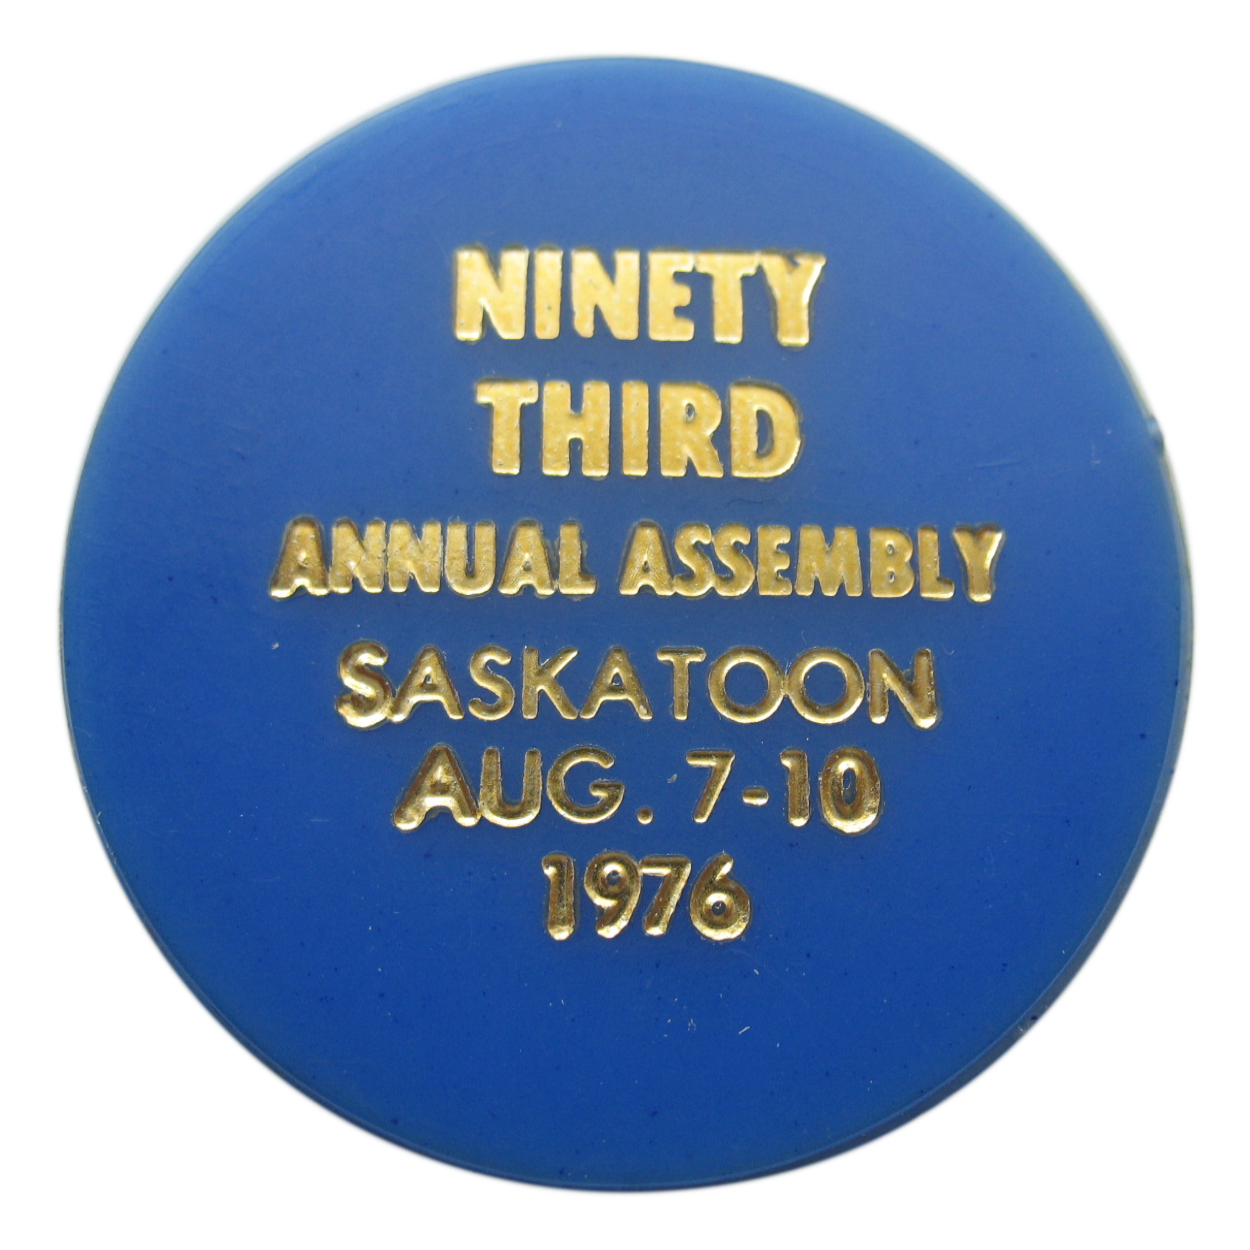 NINETY
THIRD
ANNUAL ASSEMBLY
SASKATOON
AUG. 7-10
1976